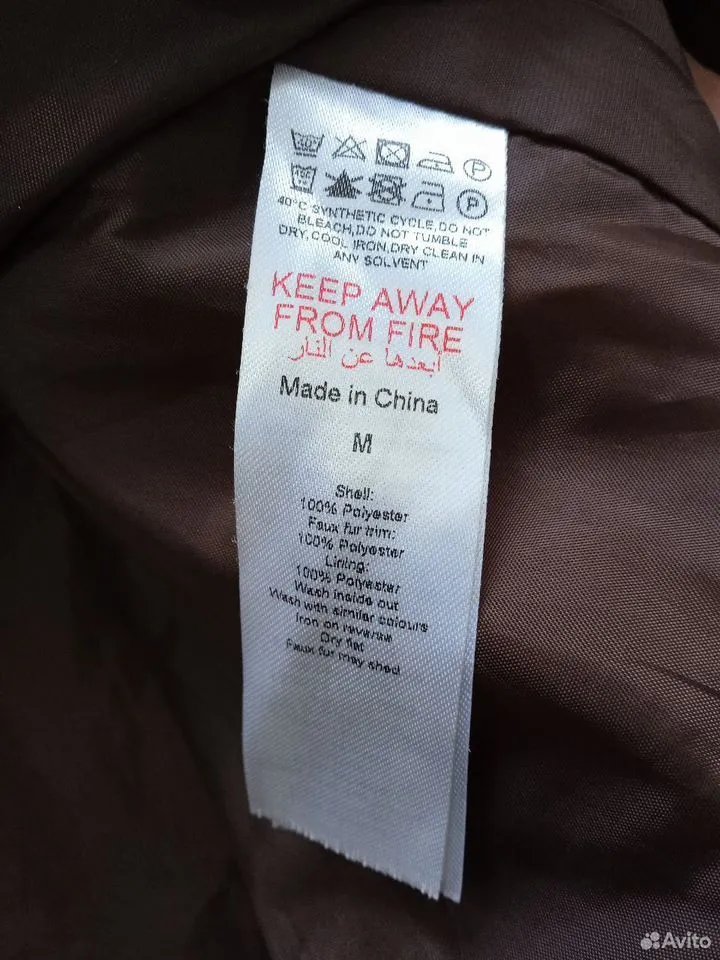 40°C SYNTHETIC CYCLE,DO NOT
BLEACH,DO NOT TUMBLE
DRY,COOL IRON,DRY CLEAN IN
ANY SOLVENT
KEEP AWAY
FROM FIRE
أبعدها عن النار
Made in China
M
Shell:
100% Polyester
Faux fur trim:
100% Polyester
Lining:
100% Polyester
Wash inside out
Wash with similar colours
Iron on reverse
Dry flat
Faux fur may shed
Avito